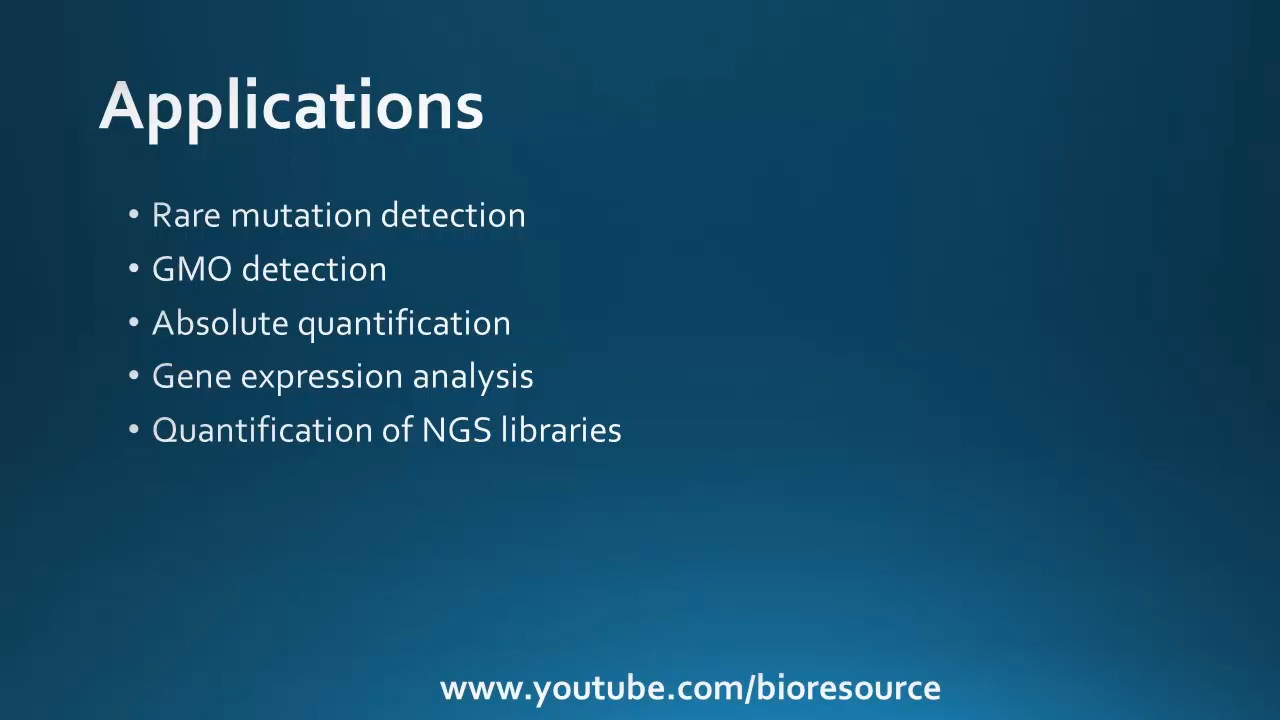 Applications
• Rare mutation detection
• GMO detection
• Absolute quantification
• Gene expression analysis
• Quantification of NGS libraries
www.youtube.com/bioresource